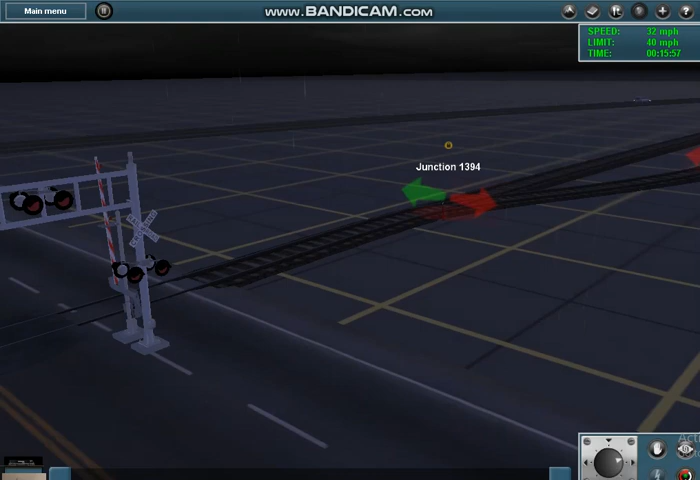 Main menu
www.BANDICAM.com
SPEED: 32 mph
LIMIT: 40 mph
TIME: 00:15:57
Junction 1394